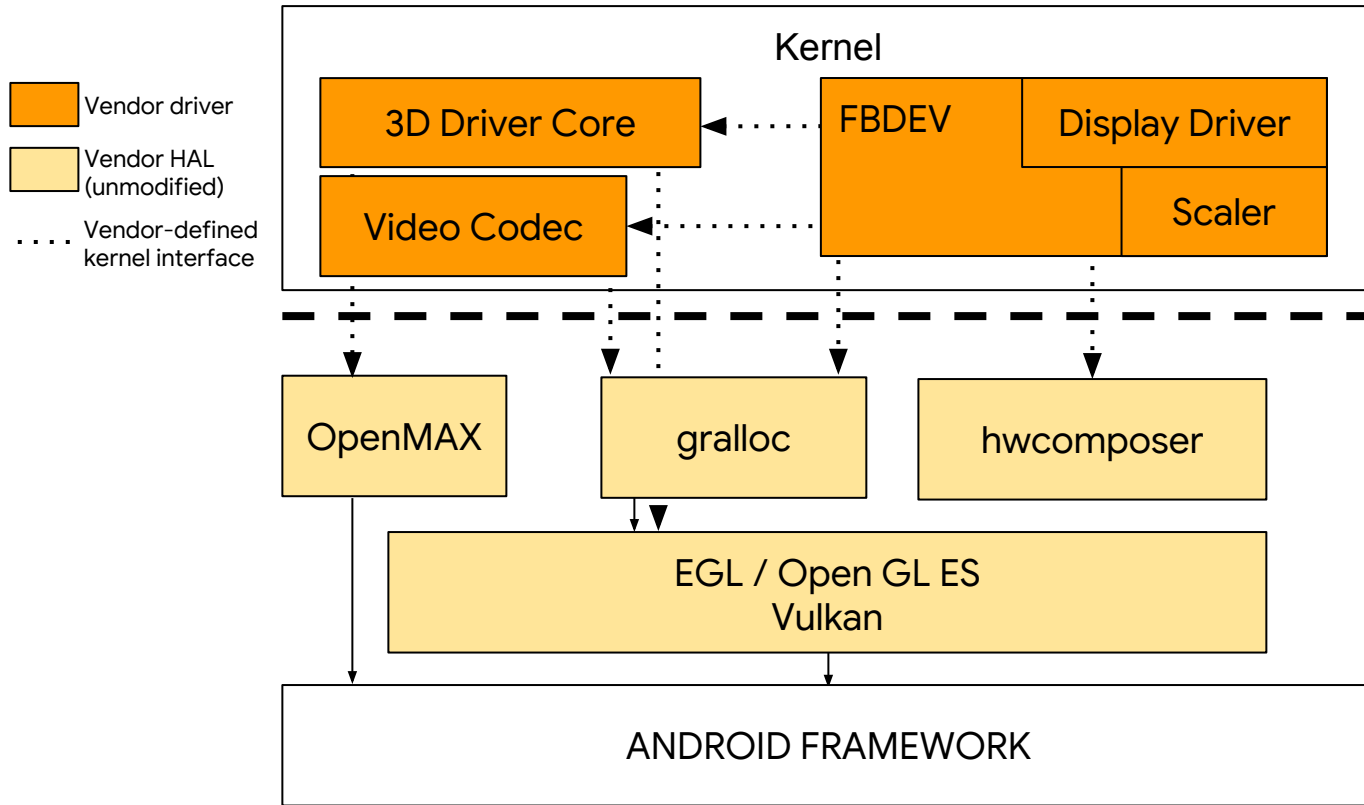 Kernel
Vendor driver
Vendor HAL
(unmodified)
Vendor-defined
kernel interface
3D Driver Core
FBDEV
Display Driver
Video Codec
Scaler
OpenMAX
gralloc
hwcomposer
EGL / Open GL ES
Vulkan
ANDROID FRAMEWORK